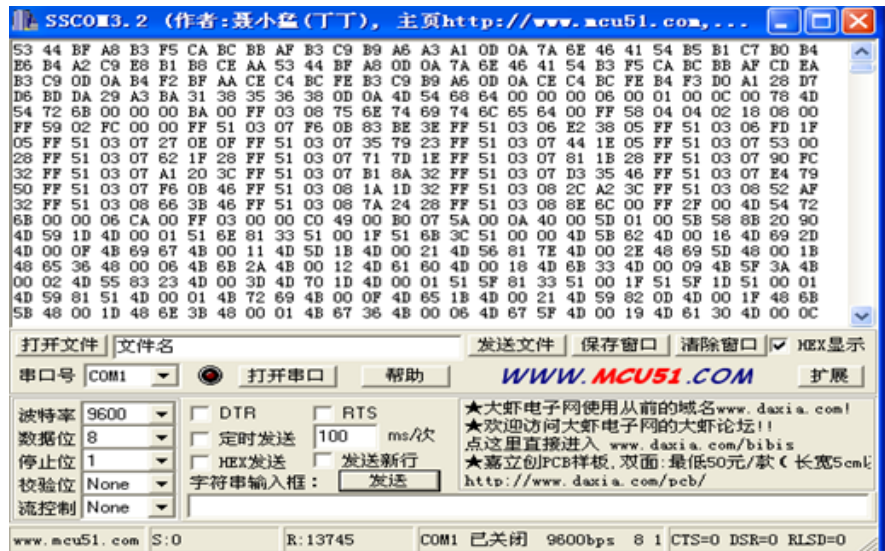 SSCOM3.2 (作者:聂小猛(丁丁), 主页http://www.mcu51.com,...
53 44 BF A8 B3 F5 CA BC BB AF B3 C9 B9 A6 A3 A1 0D 0A 7A 6E 46 41 54 B5 B1 C7 B0 B4
E6 B4 A2 C9 E8 B1 B8 CE AA 53 44 BF A8 0D 0A 7A 6E 46 41 54 B3 F5 CA BC BB AF CD EA
B3 C9 0D 0A B4 F2 BF AA CE C4 BC FE B3 C9 B9 A6 0D 0A CE C4 BC FE B4 F3 D0 A1 28 D7
D6 BD DA 29 A3 BA 31 38 35 36 38 0D 0A 4D 54 68 64 00 00 00 06 00 01 00 0C 00 78 4D
54 72 6B 00 00 00 BA 00 FF 03 08 75 6E 74 69 74 6C 65 64 00 FF 58 04 04 02 18 08 00
FF 59 02 FC 00 00 FF 51 03 07 F6 0B 83 BE 3E FF 51 03 06 E2 38 05 FF 51 03 06 FD 1F
05 FF 51 03 07 27 0E 0F FF 51 03 07 35 79 23 FF 51 03 07 44 1E 05 FF 51 03 07 53 00
28 FF 51 03 07 62 1F 28 FF 51 03 07 71 7D 1E FF 51 03 07 81 1B 28 FF 51 03 07 90 FC
32 FF 51 03 07 A1 20 3C FF 51 03 07 B1 8A 32 FF 51 03 07 D3 35 46 FF 51 03 07 E4 79
50 FF 51 03 07 F6 0B 46 FF 51 03 08 1A 1D 32 FF 51 03 08 2C A2 3C FF 51 03 08 52 AF
32 FF 51 03 08 66 3B 46 FF 51 03 08 7A 24 28 FF 51 03 08 8E 6C 00 FF 2F 00 4D 54 72
6B 00 00 06 CA 00 FF 03 00 00 C0 49 00 B0 07 5A 00 0A 40 00 5D 01 00 5B 58 8B 20 90
4D 59 1D 4D 00 01 51 6E 81 33 51 00 1F 51 6B 3C 51 00 00 4D 5B 62 4D 00 16 4D 69 2D
4D 00 0F 4B 69 67 4B 00 11 4D 5D 1B 4D 00 21 4D 56 81 7E 4D 00 2E 48 69 5D 48 00 1B
48 65 36 48 00 06 4B 6B 2A 4B 00 12 4D 61 60 4D 00 18 4D 6B 33 4D 00 09 4B 5F 3A 4B
00 02 4D 55 83 23 4D 00 3D 4D 70 1D 4D 00 01 51 5F 81 33 51 00 1F 51 5F 1D 51 00 01
4D 59 81 51 4D 00 01 4B 72 69 4B 00 0F 4D 65 1B 4D 00 21 4D 59 82 0D 4D 00 1F 48 6B
5B 48 00 1D 48 6E 3B 48 00 01 4B 67 36 4B 00 06 4D 67 5F 4D 00 19 4D 61 30 4D 00 0C
打开文件 文件名 发送文件 保存窗口 清除窗口 HEX显示
串口号 COM1 打开串口 帮助 WWW.MCU51.COM 扩展
波特率 9600 DTR RTS
数据位 8 定时发送 100 ms/次
停止位 1 HEX发送 发送新行
校验位 None 字符串输入框: 发送
流控制 None
★大虾电子网使用从前的域名www.daxia.com!
★欢迎访问大虾电子网的大虾论坛!!
点这里直接进入 www.daxia.com/bibis
★嘉立创PCB样板,双面:最低50元/款(长宽5cm
http://www.daxia.com/pcb/
www.mcu51.com S:0 R:13745 COM1 已关闭 9600bps 8 1 CTS=0 DSR=0 RLSD=0